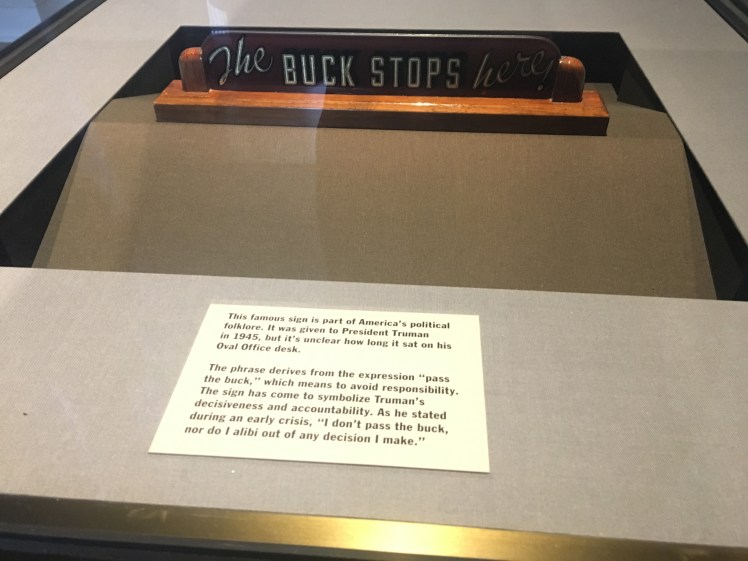 The BUCK STOPS here!
This famous sign is part of America's political
folklore. It was given to President Truman
in 1945, but it's unclear how long it sat on his
Oval Office desk.
The phrase derives from the expression "pass
the buck," which means to avoid responsibility.
The sign has come to symbolize Truman's
decisiveness and accountability. As he stated
during an early crisis, "I don't pass the buck,
nor do I alibi out of any decision I make."